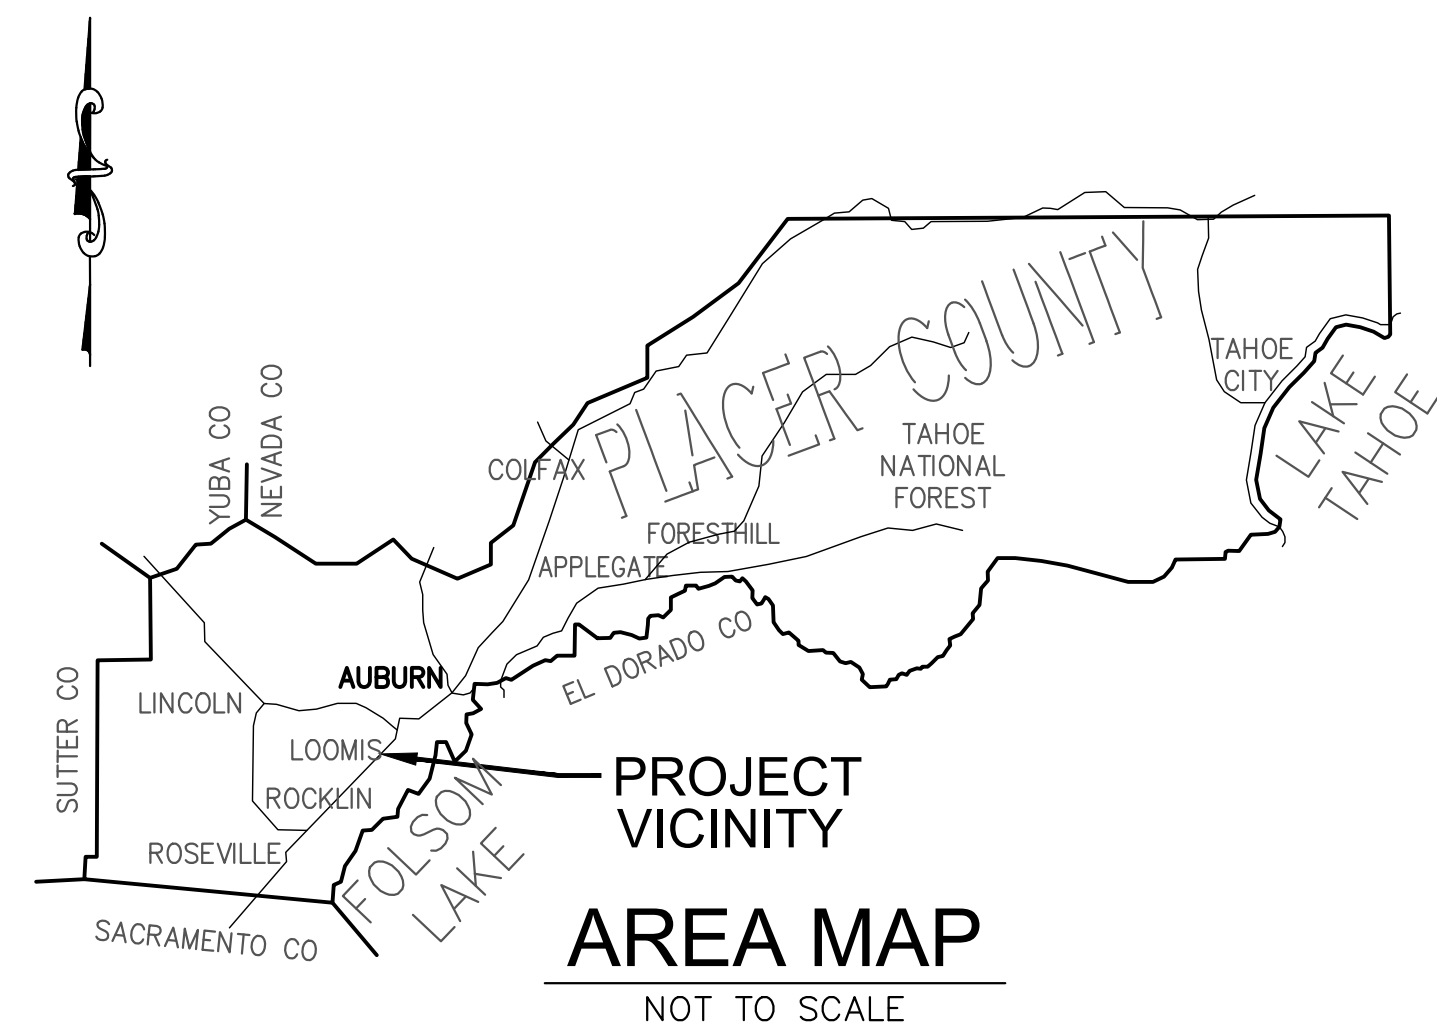 PLACER COUNTY
TAHOE
CITY
LAKE
TAHOE
YUBA CO
NEVADA CO
COLFAX
TAHOE
NATIONAL
FOREST
FORESTHILL
APPLEGATE
EL DORADO CO
AUBURN
LINCOLN
SUTTER CO
LOOMIS
ROCKLIN
ROSEVILLE
FOLSOM
LAKE
SACRAMENTO CO
PROJECT
VICINITY
AREA MAP
NOT TO SCALE